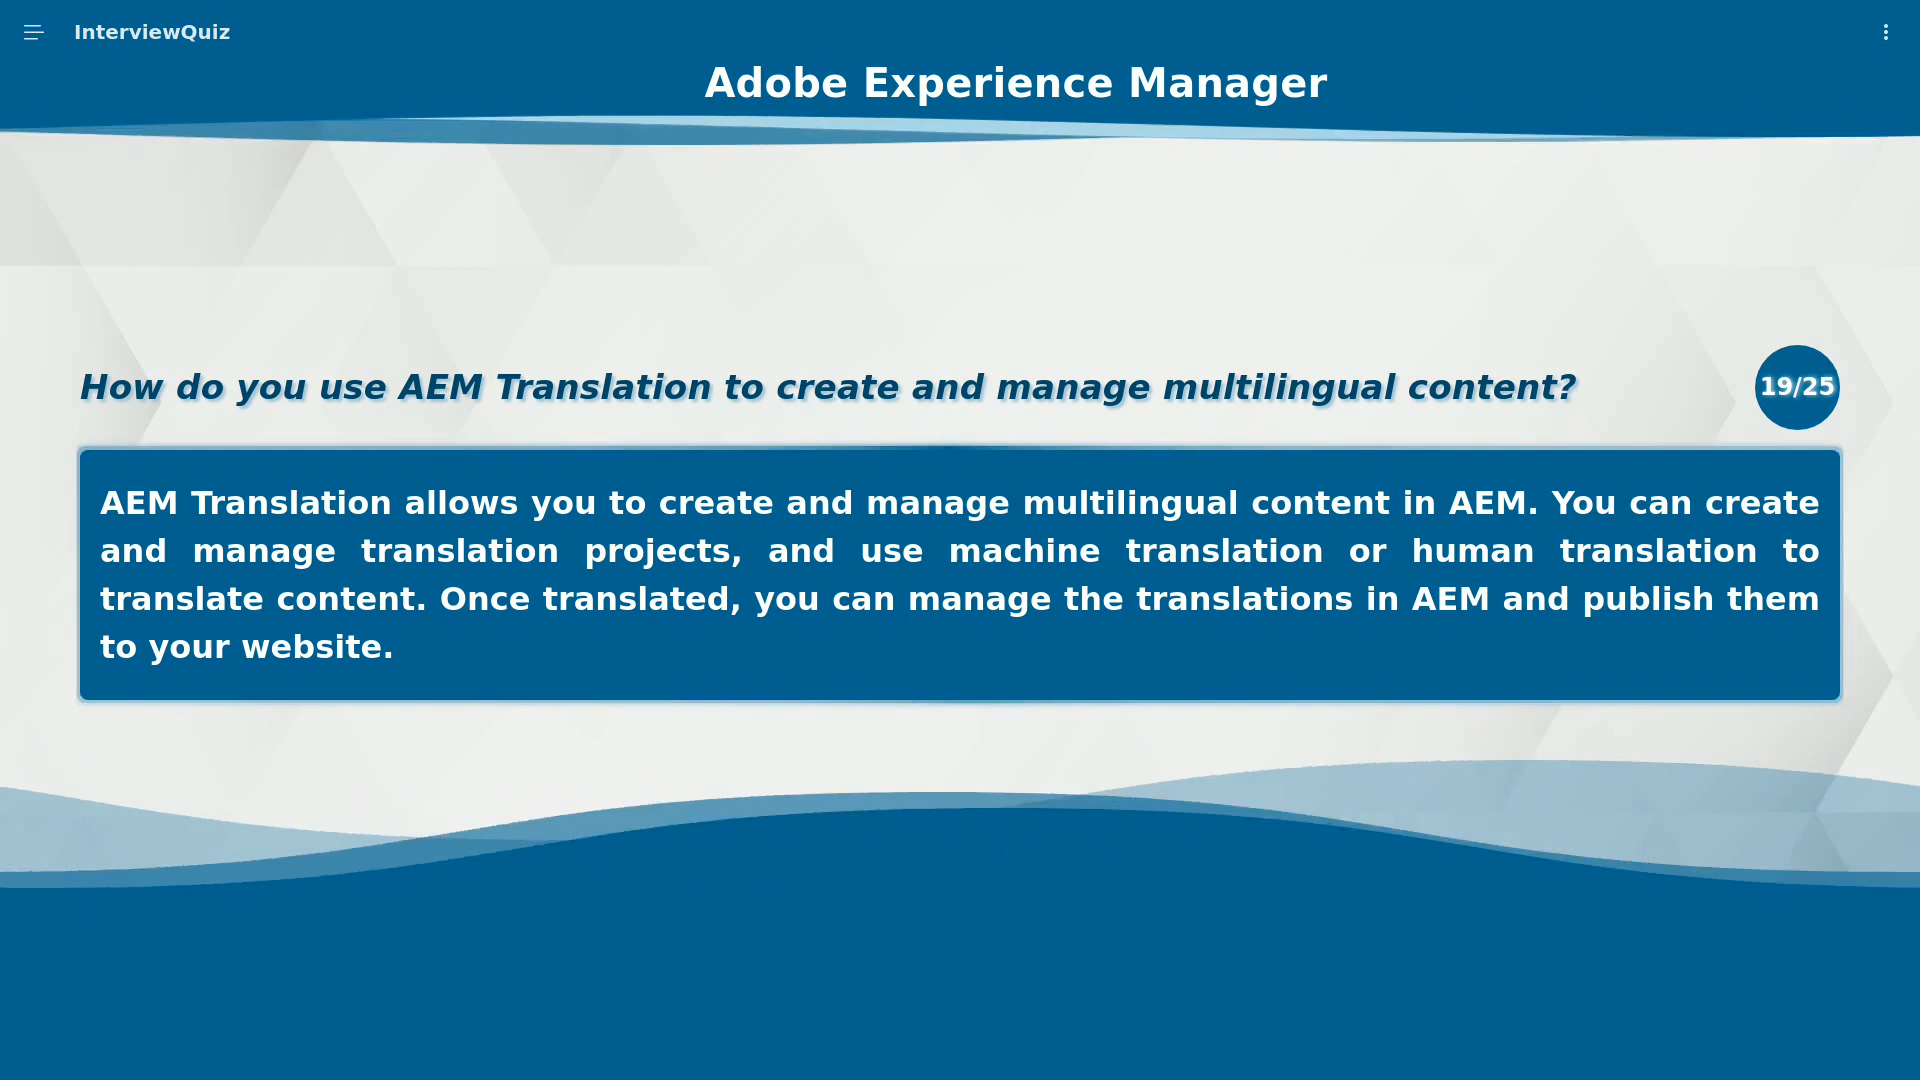 InterviewQuiz
Adobe Experience Manager
How do you use AEM Translation to create and manage multilingual content?
19/25
AEM Translation allows you to create and manage multilingual content in AEM. You can create
and manage translation projects, and use machine translation or human translation to
translate content. Once translated, you can manage the translations in AEM and publish them
to your website.